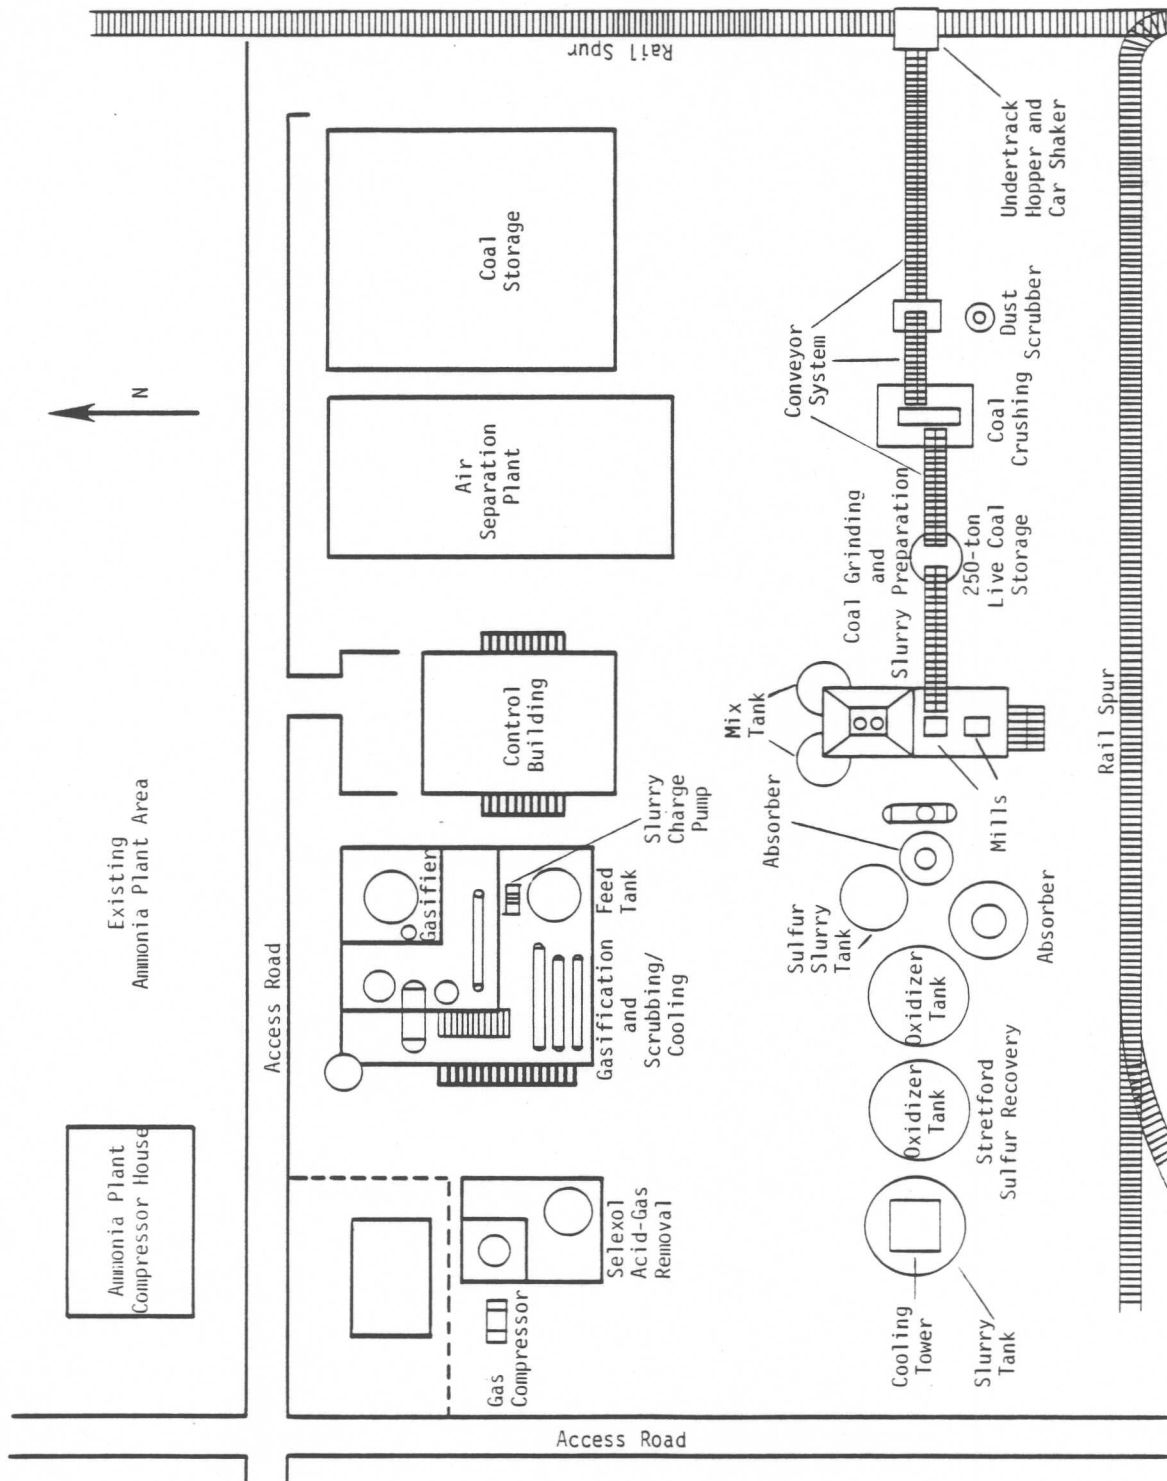 Existing
Ammonia Plant Area
Ammonia Plant
Compressor House
N
Access Road
Access Road
Rail Spur
Coal
Storage
Air
Separation
Plant
Control
Building
Slurry
Charge
Pump
Gasifier
Feed
Tank
Gasification
and
Scrubbing/
Cooling
Selexol
Acid-Gas
Removal
Gas
Compressor
Conveyor
System
Undertrack
Hopper and
Car Shaker
Dust
Scrubber
Coal
Crushing
Coal Grinding
and
Slurry Preparation
250-ton
Live Coal
Storage
Mix
Tank
Mills
Absorber
Sulfur
Slurry
Tank
Absorber
Oxidizer
Tank
Oxidizer
Tank
Stretford
Sulfur Recovery
Cooling
Tower
Slurry
Tank
Rail Spur